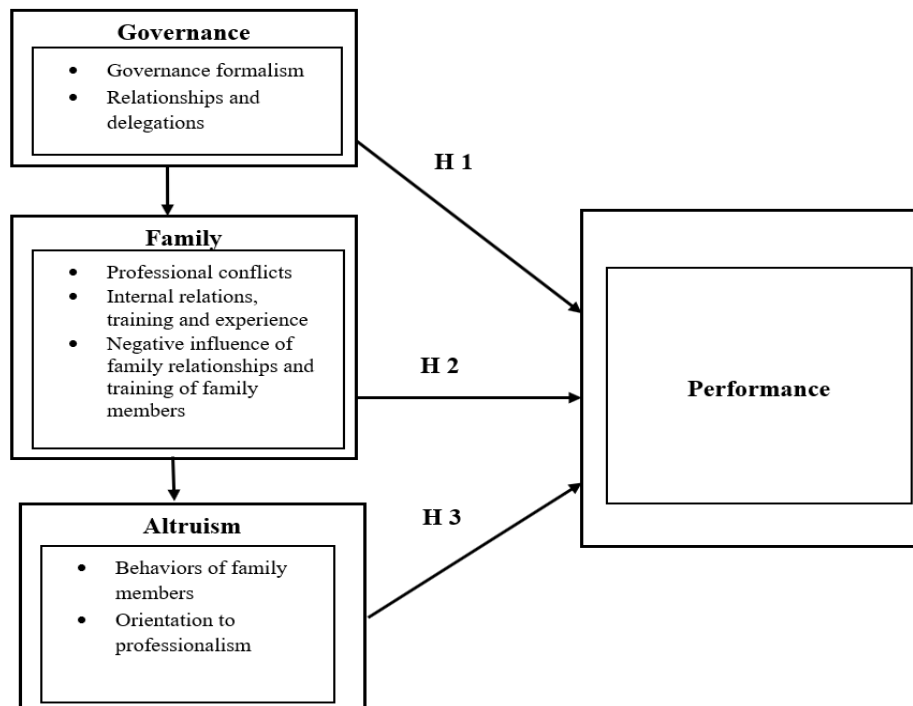 Governance
• Governance formalism
• Relationships and
delegations
H 1
Family
• Professional conflicts
• Internal relations,
training and experience
• Negative influence of
family relationships and
training of family
members
H 2
Performance
Altruism
• Behaviors of family
members
• Orientation to
professionalism
H 3